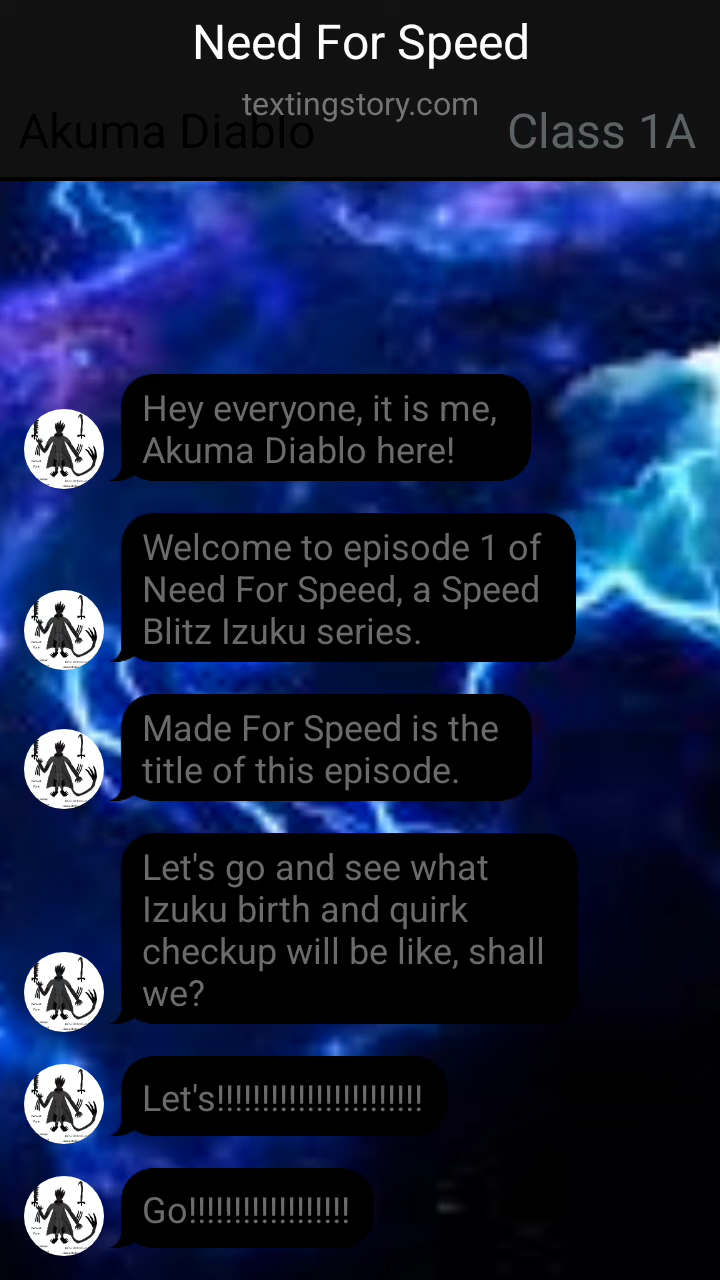 Need For Speed
textingstory.com
Akuma Diablo
Class 1A
Hey everyone, it is me,
Akuma Diablo here!
Welcome to episode 1 of
Need For Speed, a Speed
Blitz Izuku series.
Made For Speed is the
title of this episode.
Let's go and see what
Izuku birth and quirk
checkup will be like, shall
we?
Let's!!!!!!!!!!!!!!!!!!!!!!!
Go!!!!!!!!!!!!!!!!!!